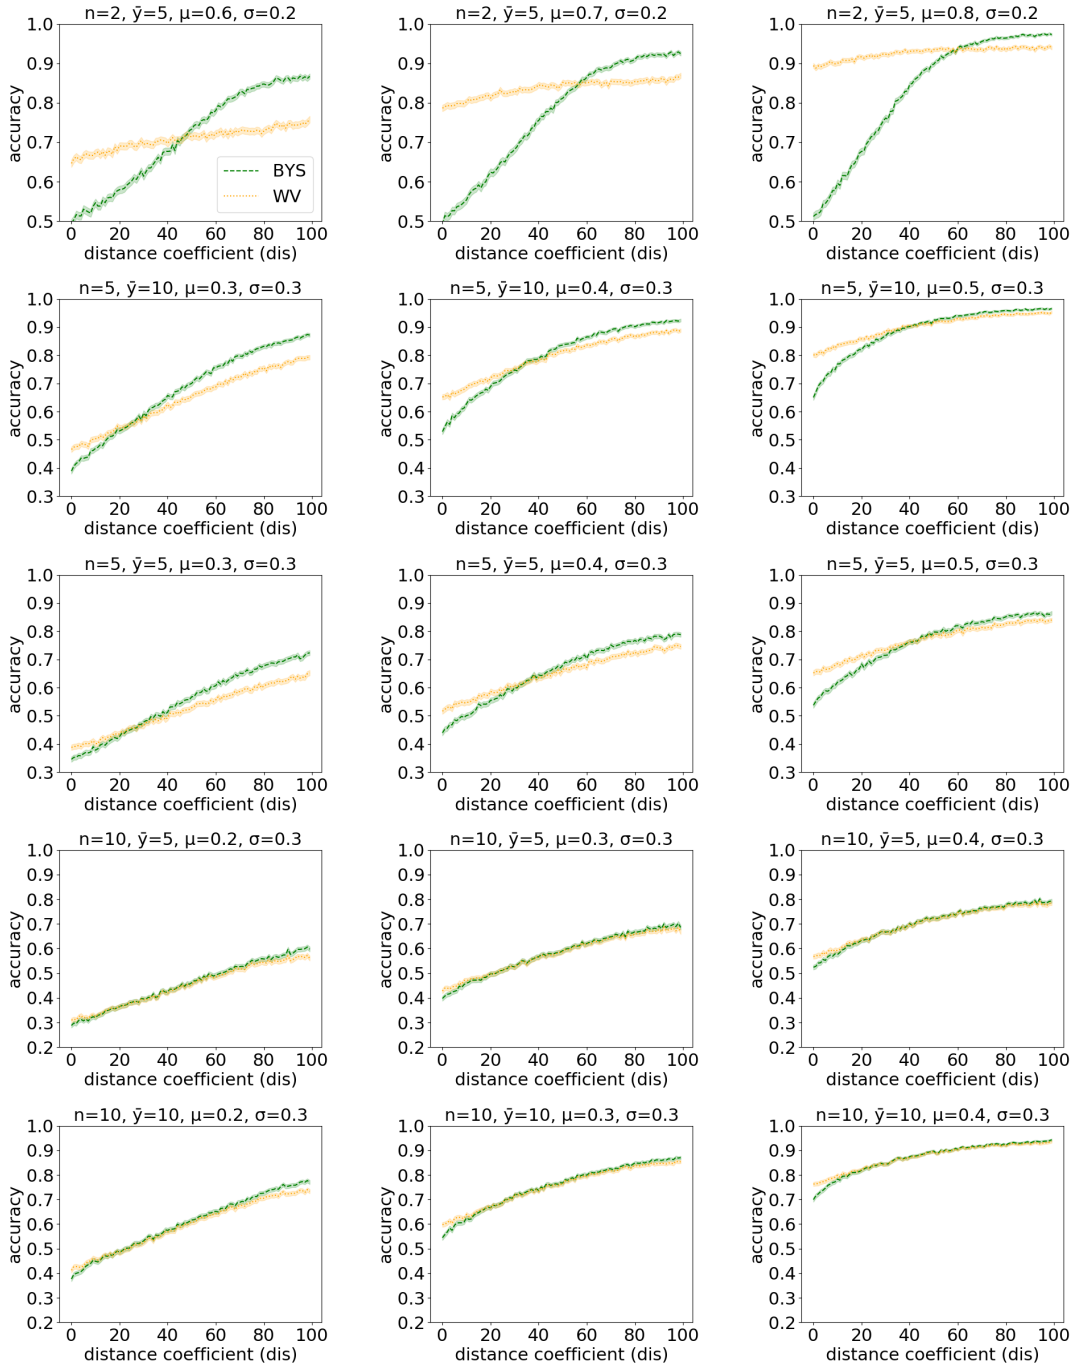 n=2, ȳ=5, μ=0.6, σ=0.2
1.0
0.9
0.8
0.7
0.6
0.5
accuracy
BYS
WV
0 20 40 60 80 100
distance coefficient (dis)
n=2, ȳ=5, μ=0.7, σ=0.2
1.0
0.9
0.8
0.7
0.6
0.5
accuracy
0 20 40 60 80 100
distance coefficient (dis)
n=2, ȳ=5, μ=0.8, σ=0.2
1.0
0.9
0.8
0.7
0.6
0.5
accuracy
0 20 40 60 80 100
distance coefficient (dis)
n=5, ȳ=10, μ=0.3, σ=0.3
1.0
0.9
0.8
0.7
0.6
0.5
0.4
0.3
accuracy
0 20 40 60 80 100
distance coefficient (dis)
n=5, ȳ=10, μ=0.4, σ=0.3
1.0
0.9
0.8
0.7
0.6
0.5
0.4
0.3
accuracy
0 20 40 60 80 100
distance coefficient (dis)
n=5, ȳ=10, μ=0.5, σ=0.3
1.0
0.9
0.8
0.7
0.6
0.5
0.4
0.3
accuracy
0 20 40 60 80 100
distance coefficient (dis)
n=5, ȳ=5, μ=0.3, σ=0.3
1.0
0.9
0.8
0.7
0.6
0.5
0.4
0.3
accuracy
0 20 40 60 80 100
distance coefficient (dis)
n=5, ȳ=5, μ=0.4, σ=0.3
1.0
0.9
0.8
0.7
0.6
0.5
0.4
0.3
accuracy
0 20 40 60 80 100
distance coefficient (dis)
n=5, ȳ=5, μ=0.5, σ=0.3
1.0
0.9
0.8
0.7
0.6
0.5
0.4
0.3
accuracy
0 20 40 60 80 100
distance coefficient (dis)
n=10, ȳ=5, μ=0.2, σ=0.3
1.0
0.9
0.8
0.7
0.6
0.5
0.4
0.3
0.2
accuracy
0 20 40 60 80 100
distance coefficient (dis)
n=10, ȳ=5, μ=0.3, σ=0.3
1.0
0.9
0.8
0.7
0.6
0.5
0.4
0.3
0.2
accuracy
0 20 40 60 80 100
distance coefficient (dis)
n=10, ȳ=5, μ=0.4, σ=0.3
1.0
0.9
0.8
0.7
0.6
0.5
0.4
0.3
0.2
accuracy
0 20 40 60 80 100
distance coefficient (dis)
n=10, ȳ=10, μ=0.2, σ=0.3
1.0
0.9
0.8
0.7
0.6
0.5
0.4
0.3
0.2
accuracy
0 20 40 60 80 100
distance coefficient (dis)
n=10, ȳ=10, μ=0.3, σ=0.3
1.0
0.9
0.8
0.7
0.6
0.5
0.4
0.3
0.2
accuracy
0 20 40 60 80 100
distance coefficient (dis)
n=10, ȳ=10, μ=0.4, σ=0.3
1.0
0.9
0.8
0.7
0.6
0.5
0.4
0.3
0.2
accuracy
0 20 40 60 80 100
distance coefficient (dis)